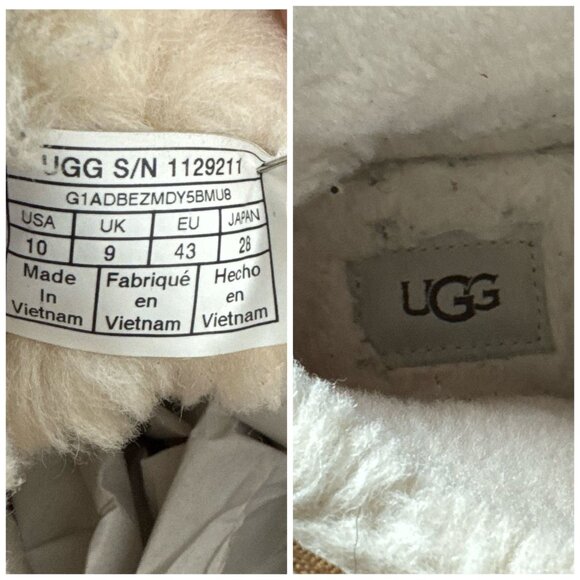 UGG S/N 1129211
G1ADBEZMDY5BMU8
USA UK EU JAPAN
10 9 43 28
Made Fabriqué Hecho
In en en
Vietnam Vietnam Vietnam
UGG